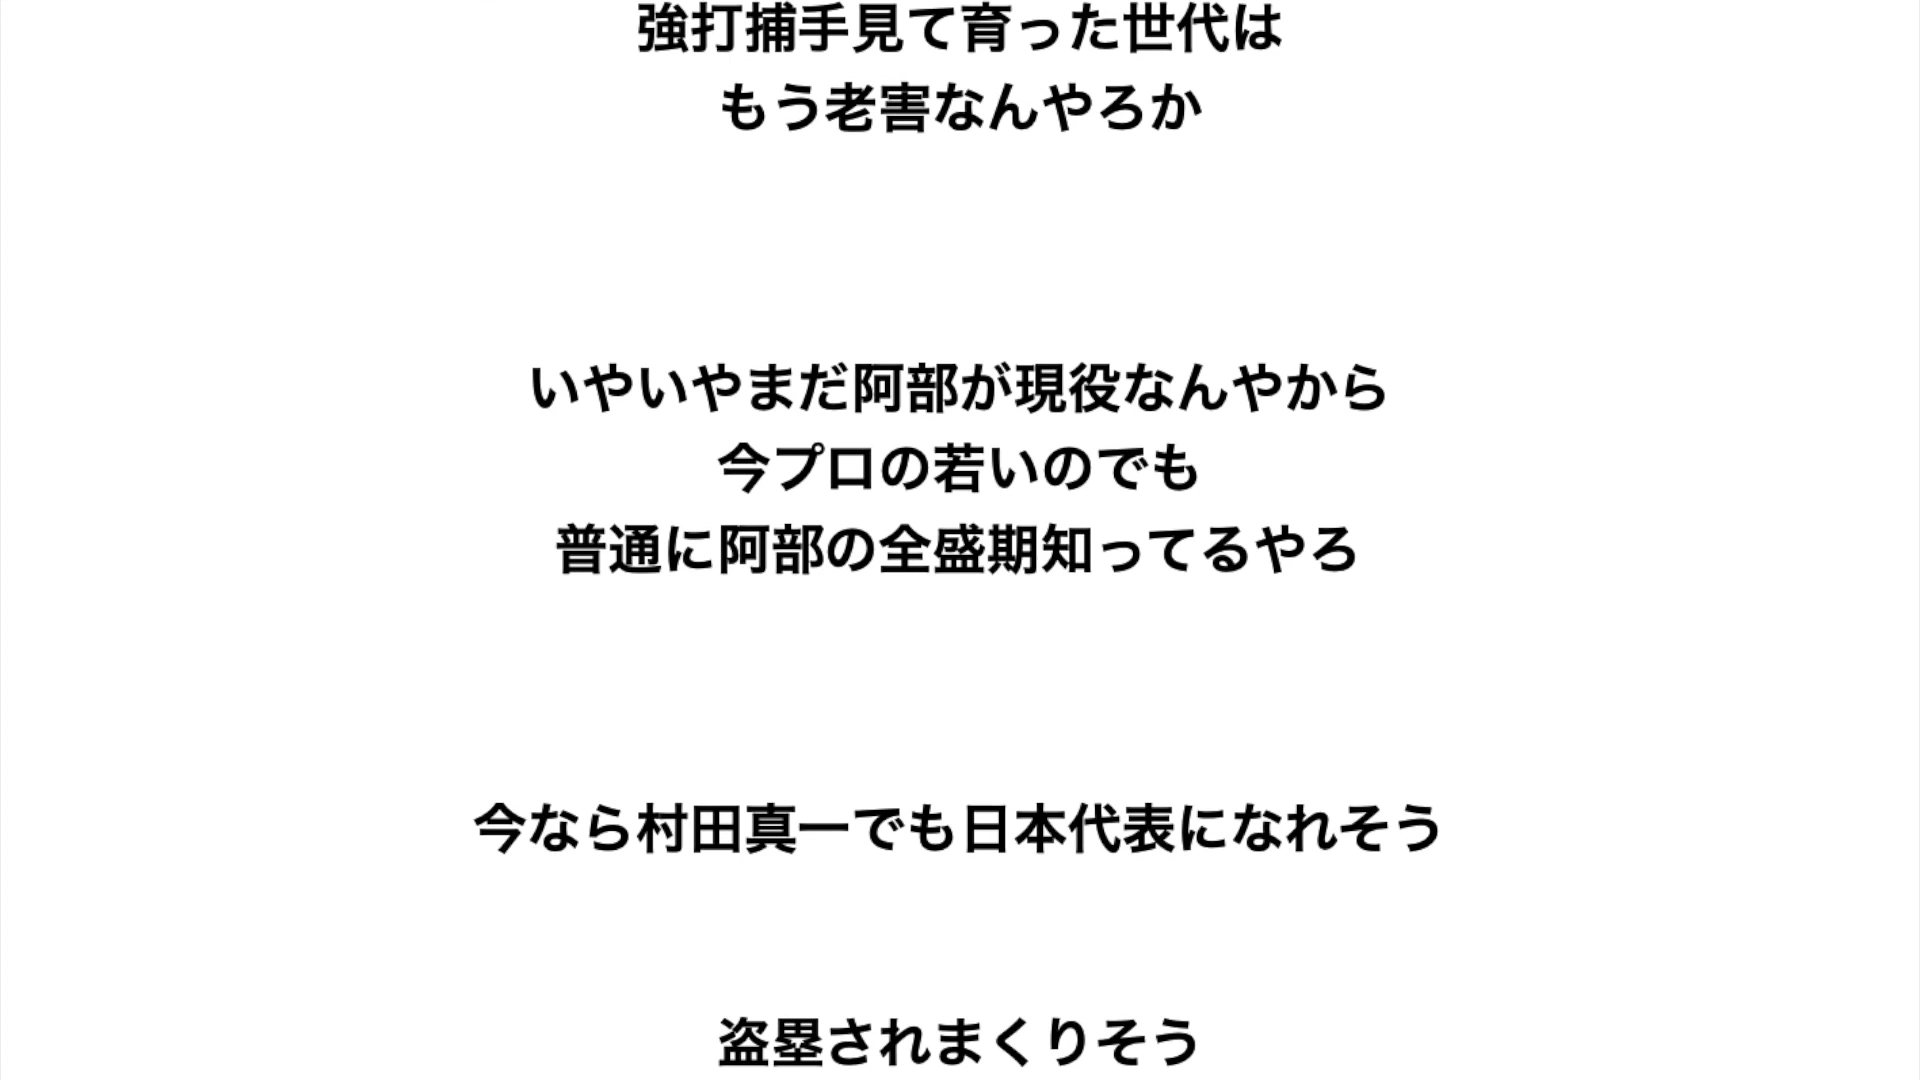 強打捕手見て育った世代は
もう老害なんやろか
いやいやまだ阿部が現役なんやから
今プロの若いのでも
普通に阿部の全盛期知ってるやろ
今なら村田真一でも日本代表になれそう
盗塁されまくりそう